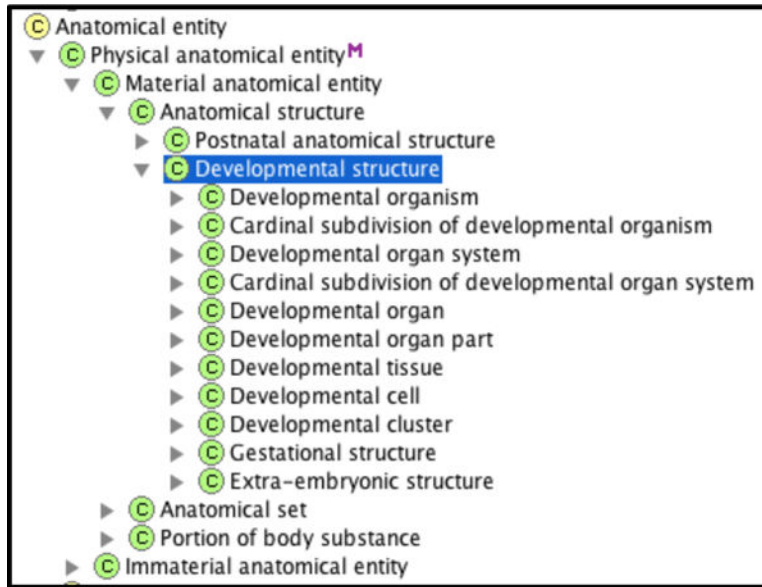 C Anatomical entity
C Physical anatomical entity M
C Material anatomical entity
C Anatomical structure
C Postnatal anatomical structure
C Developmental structure
C Developmental organism
C Cardinal subdivision of developmental organism
C Developmental organ system
C Cardinal subdivision of developmental organ system
C Developmental organ
C Developmental organ part
C Developmental tissue
C Developmental cell
C Developmental cluster
C Gestational structure
C Extra-embryonic structure
C Anatomical set
C Portion of body substance
C Immaterial anatomical entity